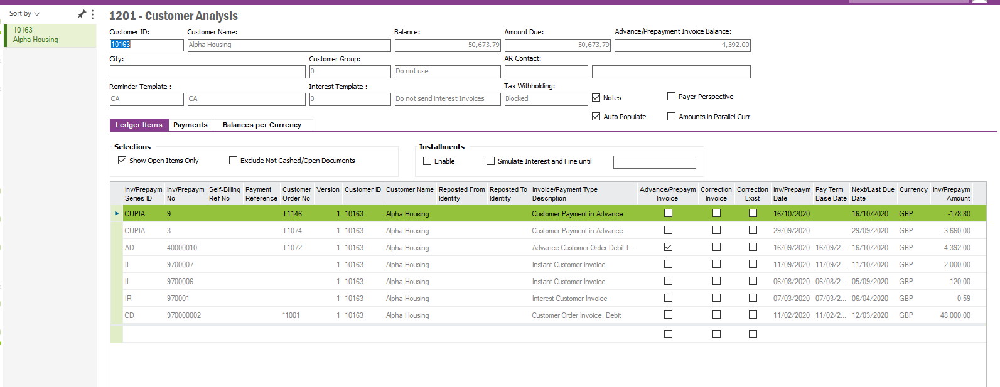 Sort by
10163
Alpha Housing
1201 - Customer Analysis
Customer ID: Customer Name: Balance: Amount Due: Advance/Prepayment Invoice Balance:
10163 Alpha Housing 50,673.79 50,673.79 4,392.00
City: Customer Group: AR Contact:
0 Do not use
Reminder Template : Interest Template : Tax Withholding:
CA CA 0 Do not send interest Invoices Blocked Notes Payer Perspective
Auto Populate Amounts in Parallel Curr
Ledger Items Payments Balances per Currency
Selections Installments
Show Open Items Only Exclude Not Cashed/Open Documents Enable Simulate Interest and Fine until
Inv/Prepaym Inv/Prepaym Self-Billing Payment Customer Version Customer ID Customer Name Reposted From Reposted To Invoice/Payment Type Advance/Prepaym Correction Correction Inv/Prepaym Pay Term Next/Last Due Currency Inv/Prepaym
Series ID No Ref No Reference Order No Identity Identity Description Invoice Invoice Exist Date Base Date Date Amount
CUPIA 9 T1146 1 10163 Alpha Housing Customer Payment in Advance 16/10/2020 16/10/2020 GBP -178.80
CUPIA 3 T1074 1 10163 Alpha Housing Customer Payment in Advance 29/09/2020 29/09/2020 GBP -3,660.00
AD 40000010 T1072 1 10163 Alpha Housing Advance Customer Order Debit I... 16/09/2020 16/09/2... 16/10/2020 GBP 4,392.00
II 9700007 1 10163 Alpha Housing Instant Customer Invoice 11/09/2020 11/09/2... 11/10/2020 GBP 2,000.00
II 9700006 1 10163 Alpha Housing Instant Customer Invoice 06/08/2020 06/08/2... 05/09/2020 GBP 120.00
IR 970001 1 10163 Alpha Housing Interest Customer Invoice 07/03/2020 07/03/2... 06/04/2020 GBP 0.59
CD 970000002 *1001 1 10163 Alpha Housing Customer Order Invoice, Debit 11/02/2020 11/02/2... 12/03/2020 GBP 48,000.00